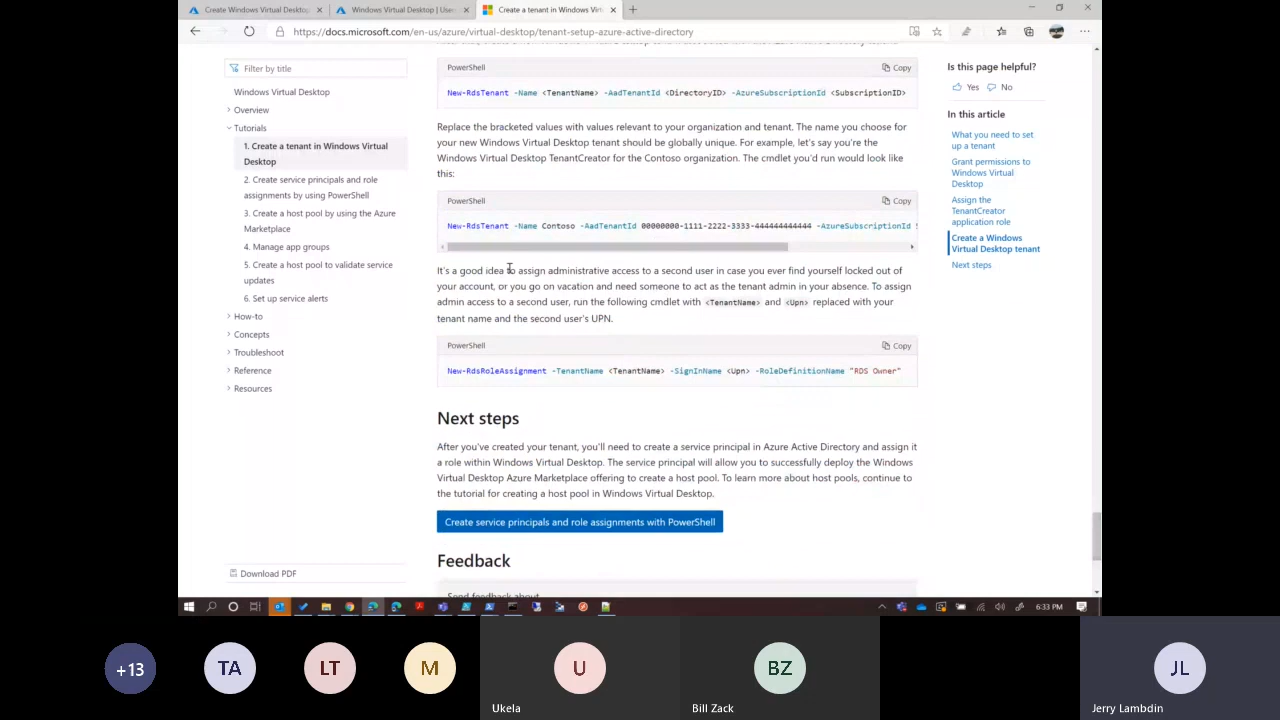 Create Windows Virtual Desktop
Windows Virtual Desktop | User
Create a tenant in Windows Virt
https://docs.microsoft.com/en-us/azure/virtual-desktop/tenant-setup-azure-active-directory
Filter by title
Windows Virtual Desktop
Overview
Tutorials
1. Create a tenant in Windows Virtual
Desktop
2. Create service principals and role
assignments by using PowerShell
3. Create a host pool by using the Azure
Marketplace
4. Manage app groups
5. Create a host pool to validate service
updates
6. Set up service alerts
How-to
Concepts
Troubleshoot
Reference
Resources
Download PDF
PowerShell
Copy
New-RdsTenant -Name <TenantName> -AadTenantId <DirectoryID> -AzureSubscriptionId <SubscriptionID>
Replace the bracketed values with values relevant to your organization and tenant. The name you choose for
your new Windows Virtual Desktop tenant should be globally unique. For example, let's say you're the
Windows Virtual Desktop TenantCreator for the Contoso organization. The cmdlet you'd run would look like
this:
PowerShell
Copy
New-RdsTenant -Name Contoso -AadTenantId 00000000-1111-2222-3333-444444444444 -AzureSubscriptionId
It's a good idea to assign administrative access to a second user in case you ever find yourself locked out of
your account, or you go on vacation and need someone to act as the tenant admin in your absence. To assign
admin access to a second user, run the following cmdlet with <TenantName> and <Upn> replaced with your
tenant name and the second user's UPN.
PowerShell
Copy
New-RdsRoleAssignment -TenantName <TenantName> -SignInName <Upn> -RoleDefinitionName "RDS Owner"
Next steps
After you've created your tenant, you'll need to create a service principal in Azure Active Directory and assign it
a role within Windows Virtual Desktop. The service principal will allow you to successfully deploy the Windows
Virtual Desktop Azure Marketplace offering to create a host pool. To learn more about host pools, continue to
the tutorial for creating a host pool in Windows Virtual Desktop.
Create service principals and role assignments with PowerShell
Feedback
Send feedback about
Is this page helpful?
Yes
No
In this article
What you need to set
up a tenant
Grant permissions to
Windows Virtual
Desktop
Assign the
TenantCreator
application role
Create a Windows
Virtual Desktop tenant
Next steps
6:33 PM
+13
TA
LT
M
U
Ukela
BZ
Bill Zack
JL
Jerry Lambdin